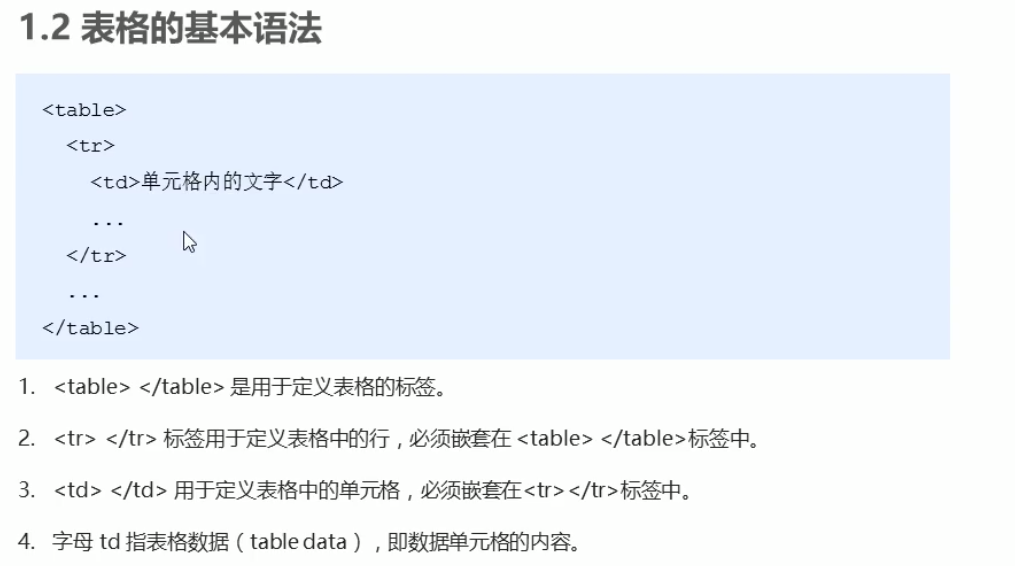 1.2 表格的基本语法
<table>
<tr>
<td>单元格内的文字</td>
...
</tr>
...
</table>
1. <table> </table> 是用于定义表格的标签。
2. <tr> </tr> 标签用于定义表格中的行，必须嵌套在 <table> </table>标签中。
3. <td> </td> 用于定义表格中的单元格，必须嵌套在<tr></tr>标签中。
4. 字母 td 指表格数据（table data），即数据单元格的内容。